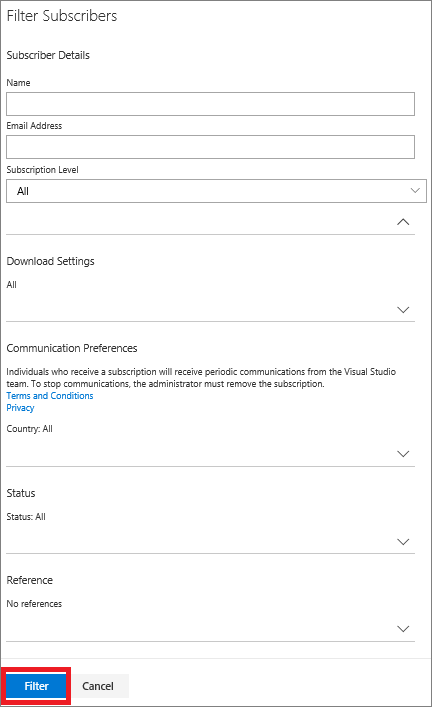 Filter Subscribers
Subscriber Details
Name
Email Address
Subscription Level
All
Download Settings
All
Communication Preferences
Individuals who receive a subscription will receive periodic communications from the Visual Studio
team. To stop communications, the administrator must remove the subscription.
Terms and Conditions
Privacy
Country: All
Status
Status: All
Reference
No references
Filter Cancel